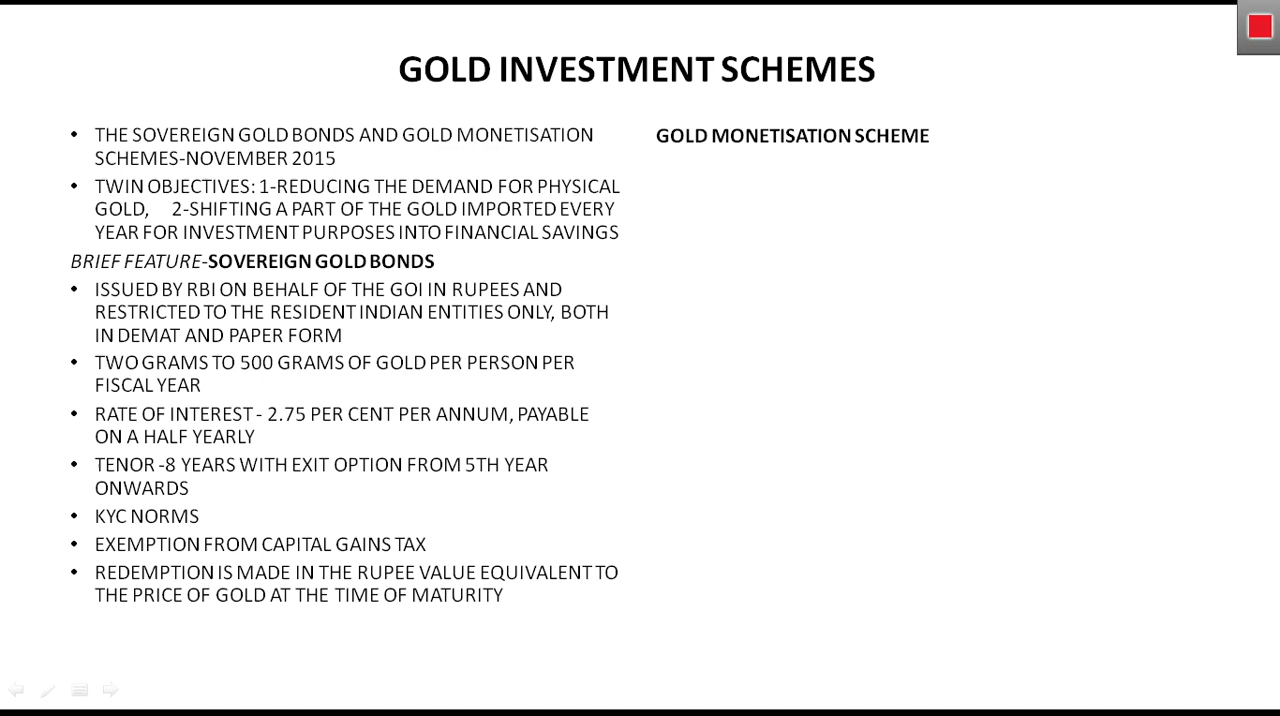 GOLD INVESTMENT SCHEMES
• THE SOVEREIGN GOLD BONDS AND GOLD MONETISATION
SCHEMES-NOVEMBER 2015
• TWIN OBJECTIVES: 1-REDUCING THE DEMAND FOR PHYSICAL
GOLD, 2-SHIFTING A PART OF THE GOLD IMPORTED EVERY
YEAR FOR INVESTMENT PURPOSES INTO FINANCIAL SAVINGS
BRIEF FEATURE-SOVEREIGN GOLD BONDS
• ISSUED BY RBI ON BEHALF OF THE GOI IN RUPEES AND
RESTRICTED TO THE RESIDENT INDIAN ENTITIES ONLY, BOTH
IN DEMAT AND PAPER FORM
• TWO GRAMS TO 500 GRAMS OF GOLD PER PERSON PER
FISCAL YEAR
• RATE OF INTEREST - 2.75 PER CENT PER ANNUM, PAYABLE
ON A HALF YEARLY
• TENOR -8 YEARS WITH EXIT OPTION FROM 5TH YEAR
ONWARDS
• KYC NORMS
• EXEMPTION FROM CAPITAL GAINS TAX
• REDEMPTION IS MADE IN THE RUPEE VALUE EQUIVALENT TO
THE PRICE OF GOLD AT THE TIME OF MATURITY
GOLD MONETISATION SCHEME